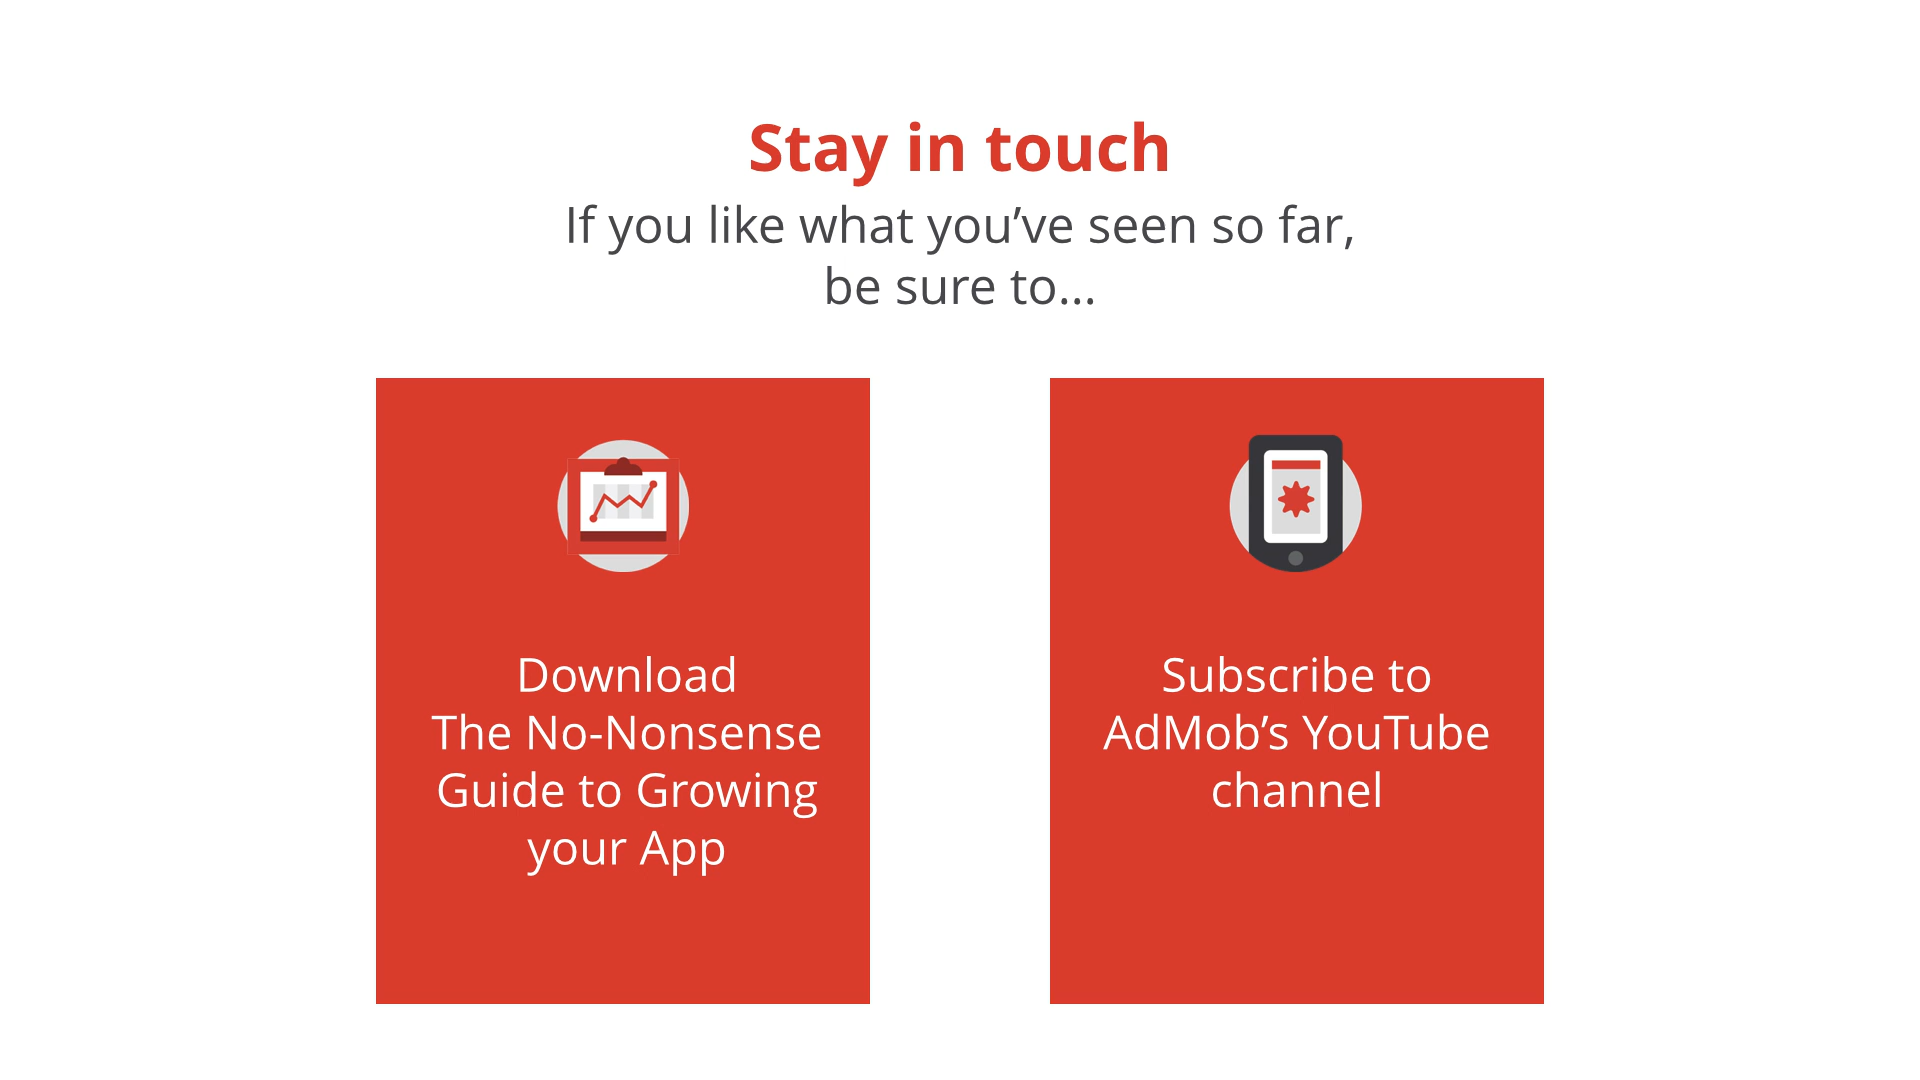 Stay in touch
If you like what you’ve seen so far,
be sure to...
Download
The No-Nonsense
Guide to Growing
your App
Subscribe to
AdMob’s YouTube
channel